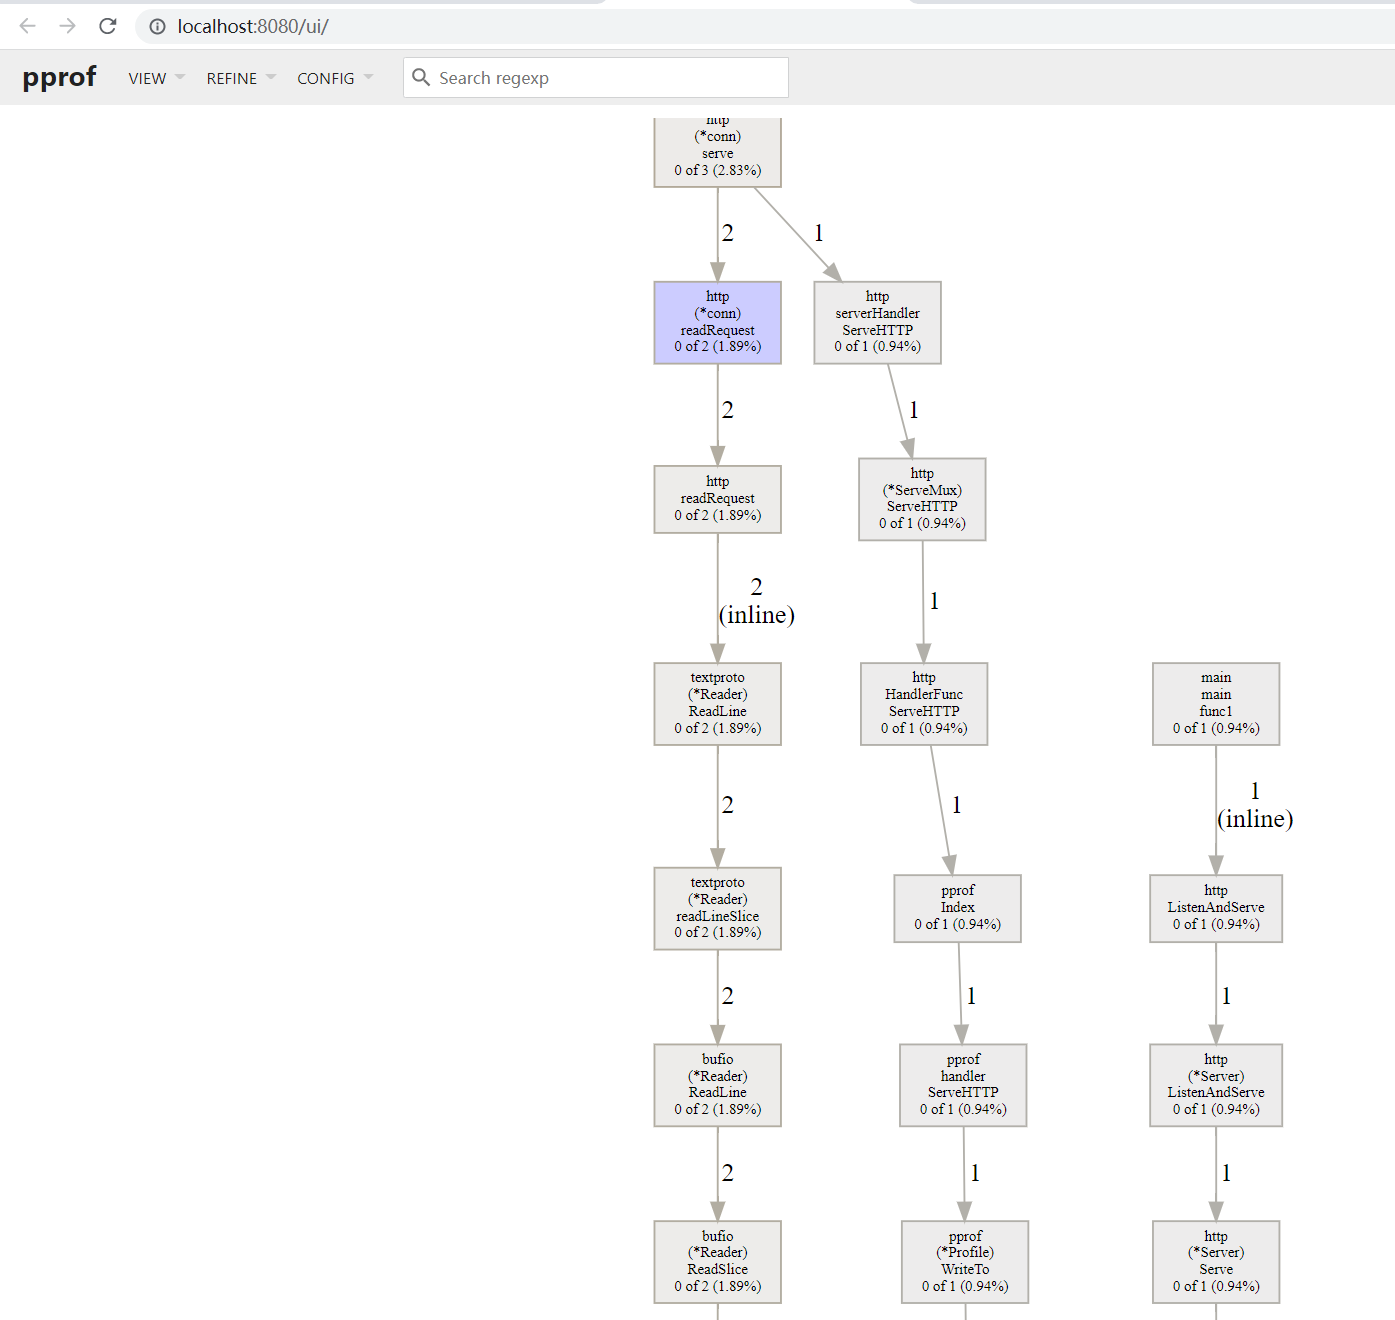 localhost:8080/ui/
pprof
VIEW
REFINE
CONFIG
Search regexp
http
(*conn)
serve
0 of 3 (2.83%)
2
1
http
(*conn)
readRequest
0 of 2 (1.89%)
http
serverHandler
ServeHTTP
0 of 1 (0.94%)
2
1
http
readRequest
0 of 2 (1.89%)
http
(*ServeMux)
ServeHTTP
0 of 1 (0.94%)
2
(inline)
1
textproto
(*Reader)
ReadLine
0 of 2 (1.89%)
http
HandlerFunc
ServeHTTP
0 of 1 (0.94%)
main
main
func1
0 of 1 (0.94%)
2
1
1
(inline)
textproto
(*Reader)
readLineSlice
0 of 2 (1.89%)
pprof
Index
0 of 1 (0.94%)
http
ListenAndServe
0 of 1 (0.94%)
2
1
1
bufio
(*Reader)
ReadLine
0 of 2 (1.89%)
pprof
handler
ServeHTTP
0 of 1 (0.94%)
http
(*Server)
ListenAndServe
0 of 1 (0.94%)
2
1
1
bufio
(*Reader)
ReadSlice
0 of 2 (1.89%)
pprof
(*Profile)
WriteTo
0 of 1 (0.94%)
http
(*Server)
Serve
0 of 1 (0.94%)